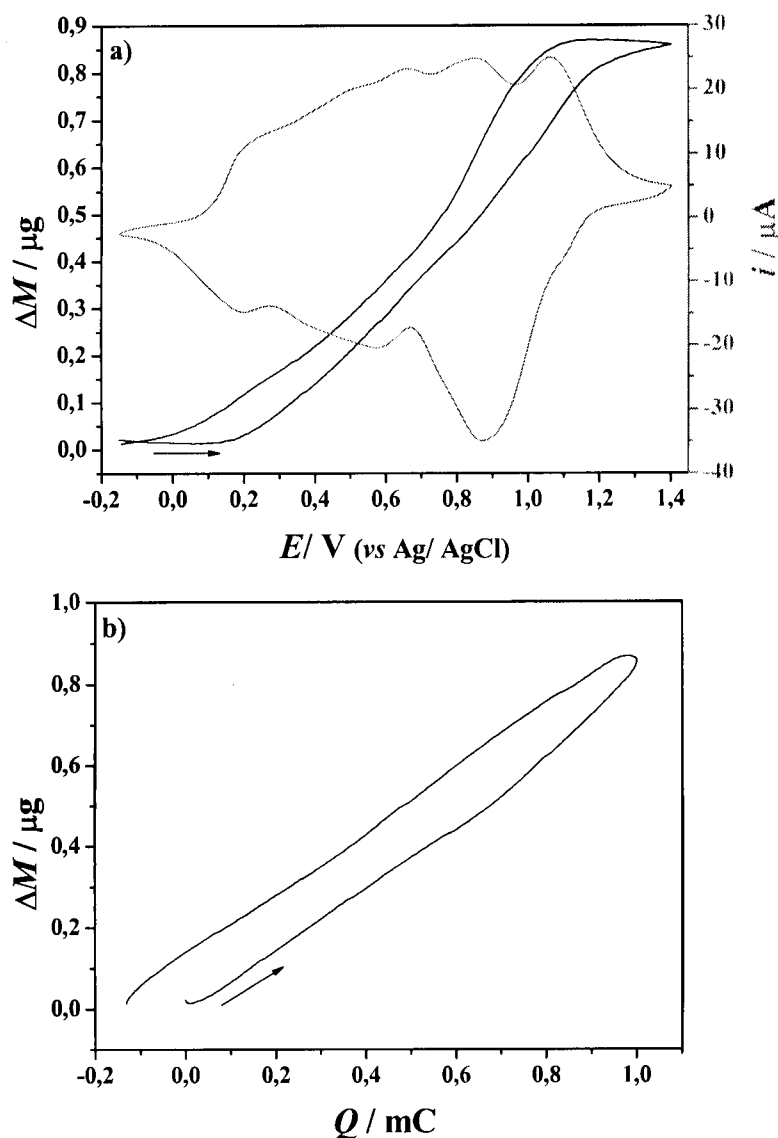 a)
0,9
0,8
0,7
0,6
0,5
0,4
0,3
0,2
0,1
0,0
ΔM / μg
30
20
10
0
-10
-20
-30
-40
i / μA
-0,2 0,0 0,2 0,4 0,6 0,8 1,0 1,2 1,4
E/ V (vs Ag/ AgCl)
b)
1,0
0,8
0,6
0,4
0,2
0,0
ΔM / μg
-0,2 0,0 0,2 0,4 0,6 0,8 1,0
Q / mC